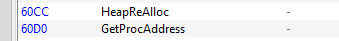 60CC HeapReAlloc -
60D0 GetProcAddress -